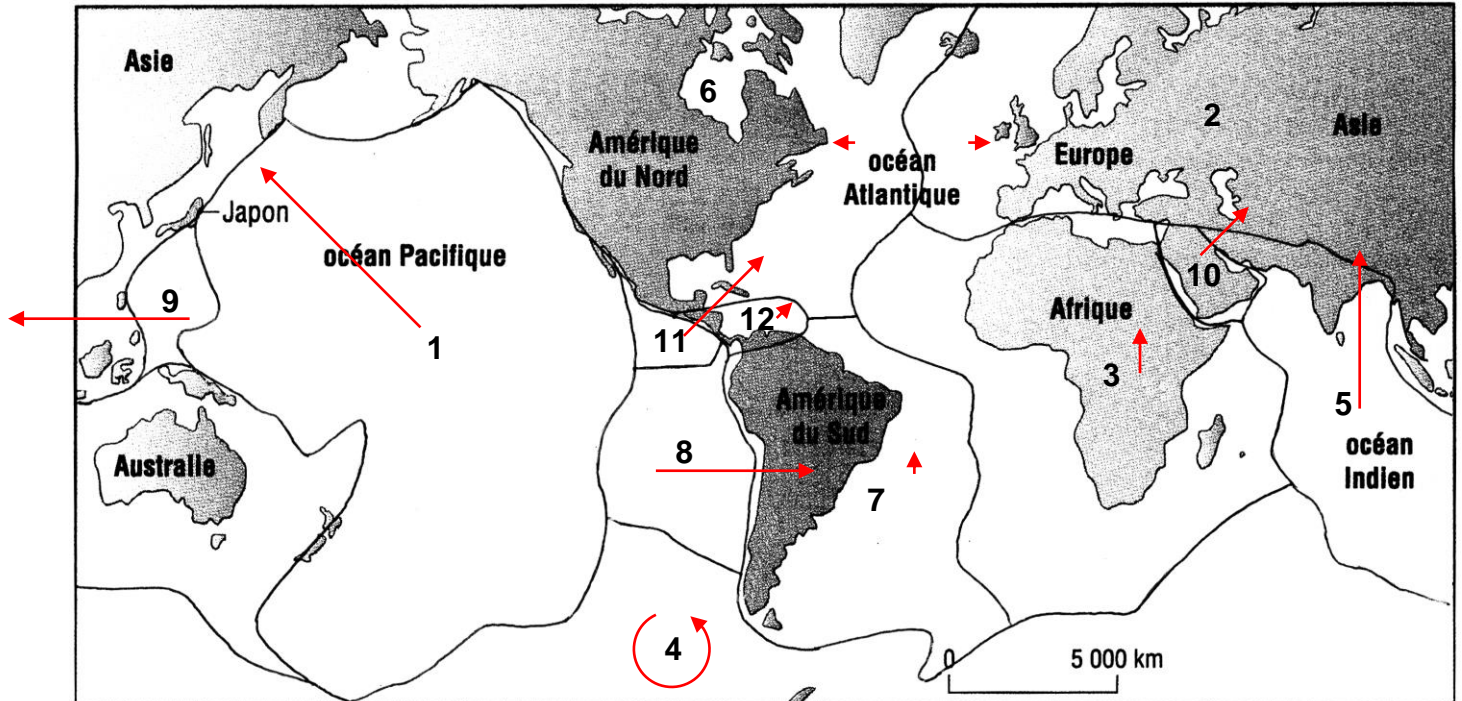 Asie
6
2
Amérique
du Nord
océan
Atlantique
Europe
Asie
Japon
océan Pacifique
9
10
Afrique
1
11
12
3
5
Amérique
du Sud
océan
Indien
Australie
8
7
4
0
5 000 km